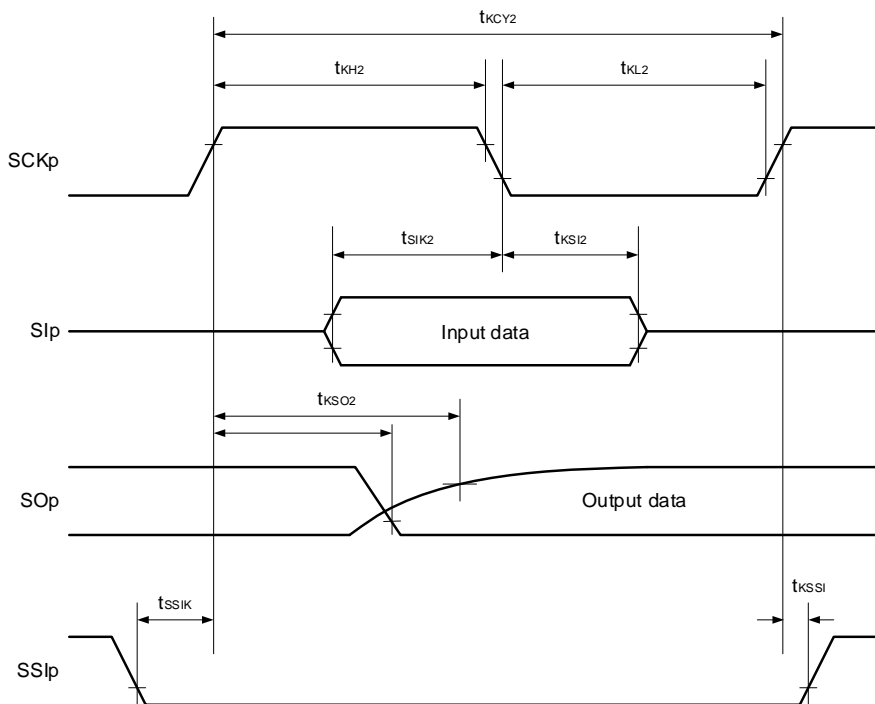 tKCY2
tKH2
tKL2
SCKp
tSIK2
tKSI2
SIp
Input data
tKSO2
SOp
Output data
tSSIK
tKSSI
SSIp